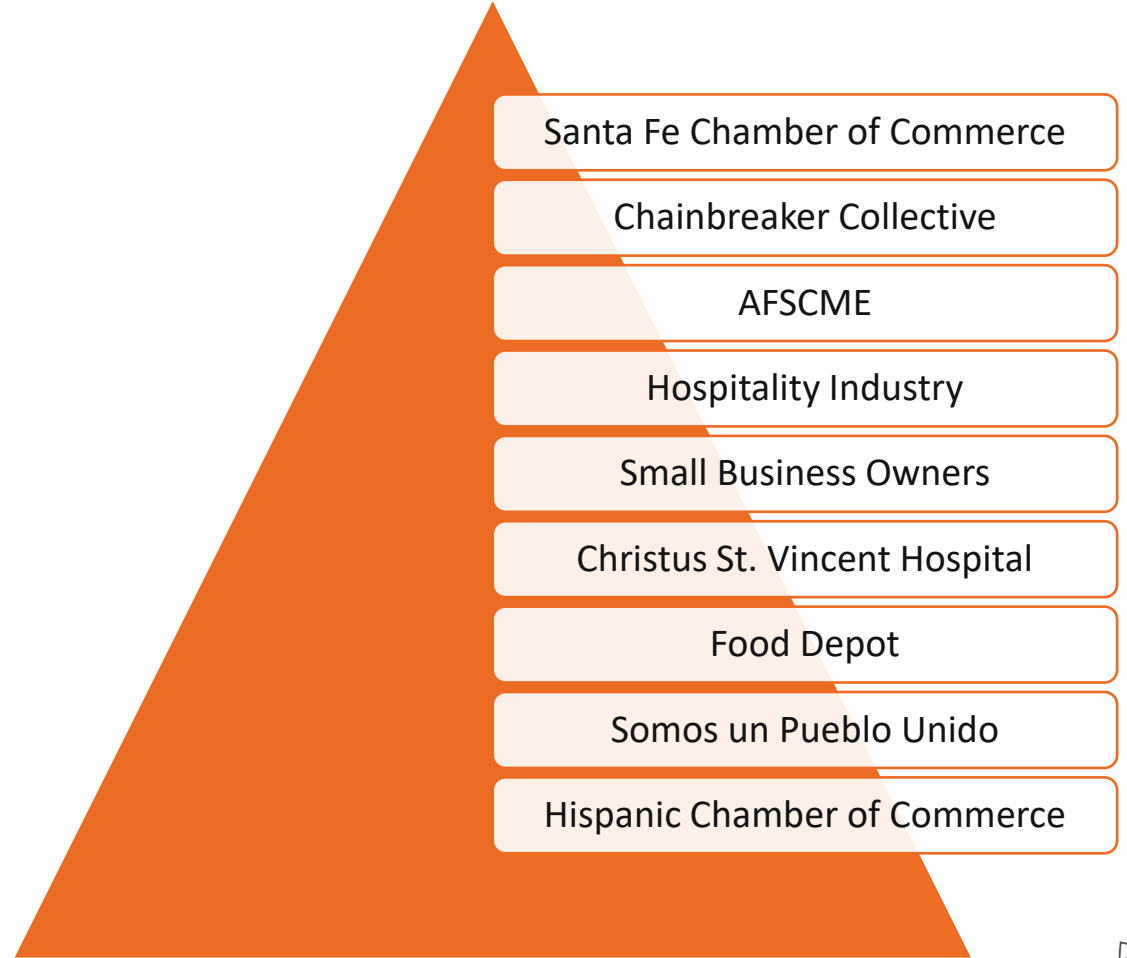 Santa Fe Chamber of Commerce
Chainbreaker Collective
AFSCME
Hospitality Industry
Small Business Owners
Christus St. Vincent Hospital
Food Depot
Somos un Pueblo Unido
Hispanic Chamber of Commerce